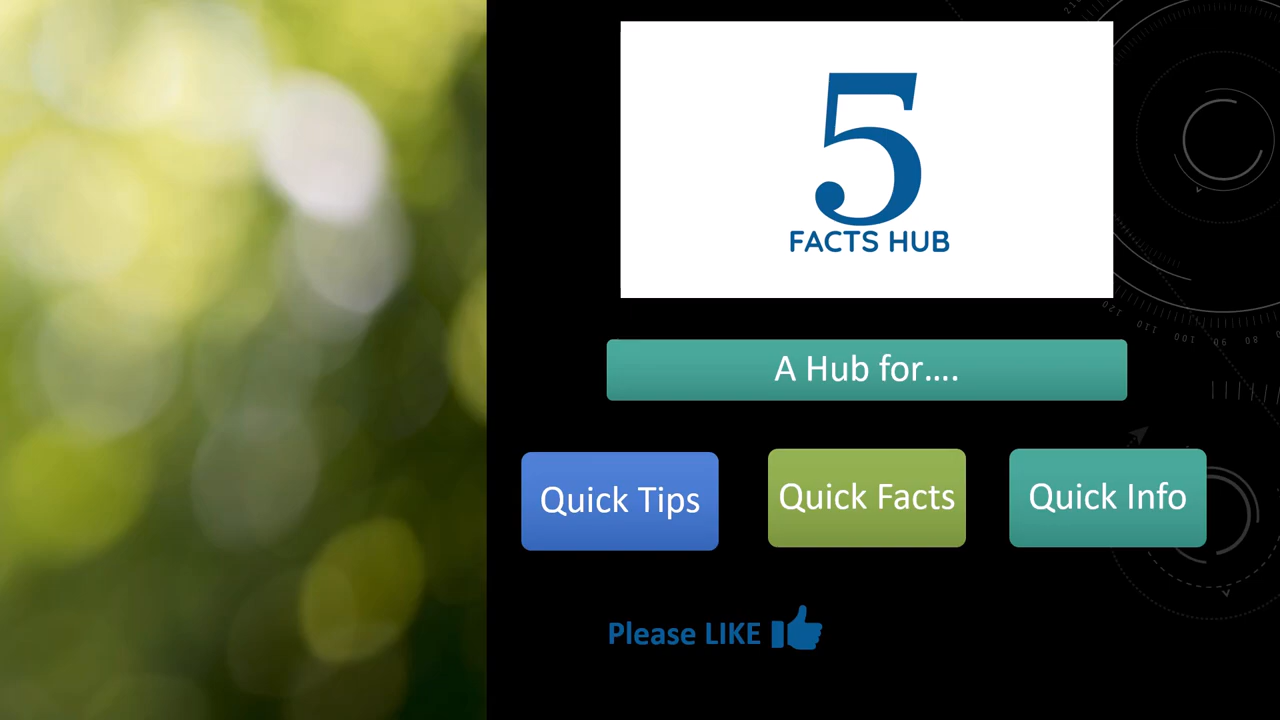 5
FACTS HUB
A Hub for....
Quick Tips
Quick Facts
Quick Info
Please LIKE